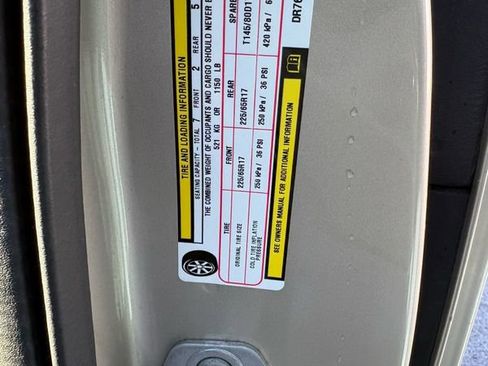 TIRE AND LOADING INFORMATION
SEATING CAPACITY - TOTAL 7 FRONT 2 REAR 5
THE COMBINED WEIGHT OF OCCUPANTS AND CARGO SHOULD NEVER
521 KG OR 1150 LB
TIRE FRONT REAR SPARE
ORIGINAL TIRE SIZE 225/65R17 225/65R17 T145/80D1
COLD TIRE INFLATION PRESSURE 250 kPa / 36 PSI 250 kPa / 36 PSI 420 kPa / 6
SEE OWNERS MANUAL FOR ADDITIONAL INFORMATION
DR76